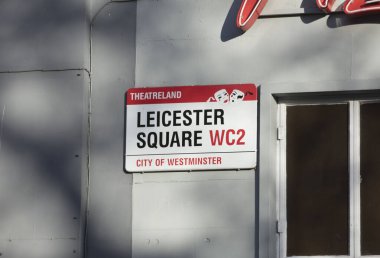 THEATRELAND
LEICESTER
SQUARE WC2
CITY OF WESTMINSTER